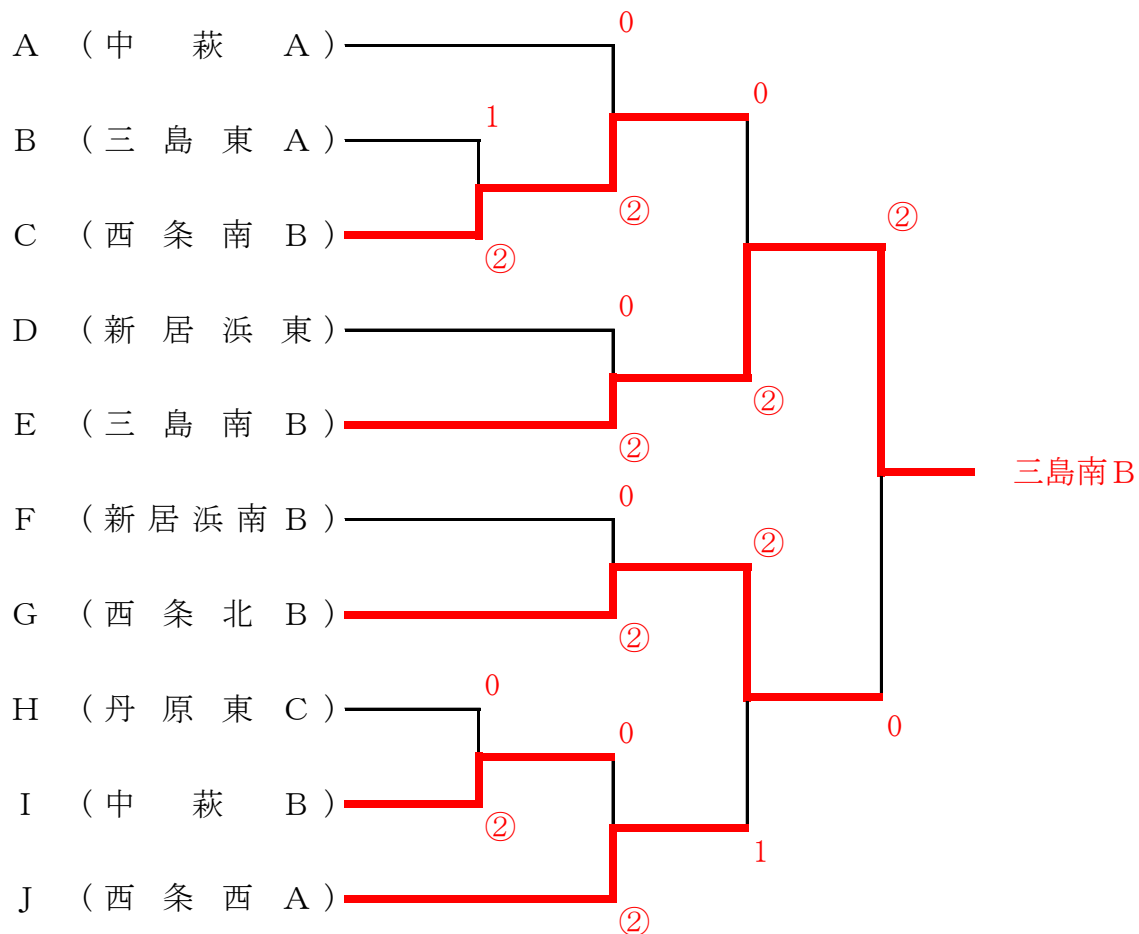 0
A （中 萩 A）
0
1
B （三 島 東 A）
②
②
C （西 条 南 B）
②
0
D （新 居 浜 東）
②
E （三 島 南 B）
②
三島南B
0
F （新 居 浜 南 B）
②
G （西 条 北 B）
②
0
H （丹 原 東 C）
0
0
I （中 萩 B）
②
1
J （西 条 西 A）
②